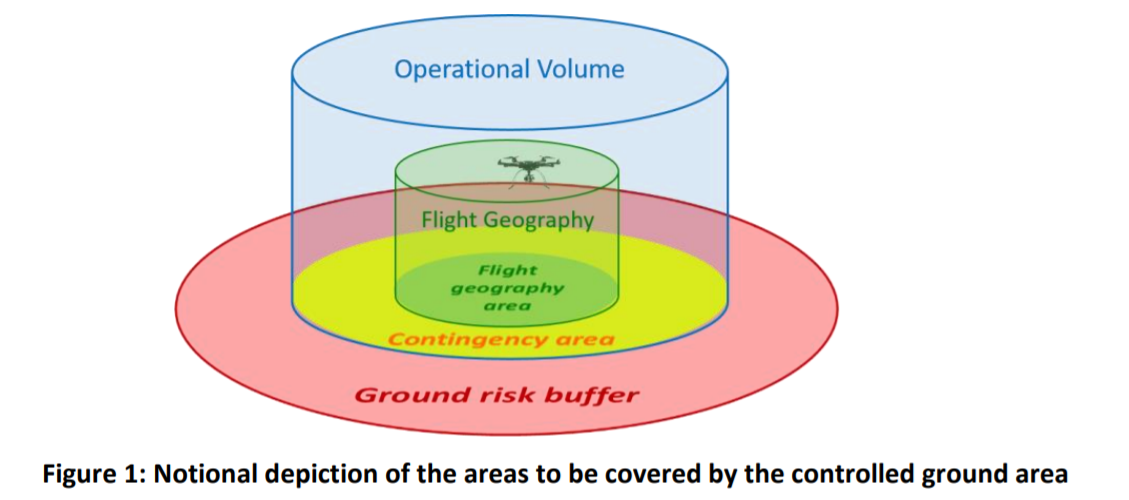 Operational Volume
Flight Geography
Flight
geography
area
Contingency area
Ground risk buffer
Figure 1: Notional depiction of the areas to be covered by the controlled ground area